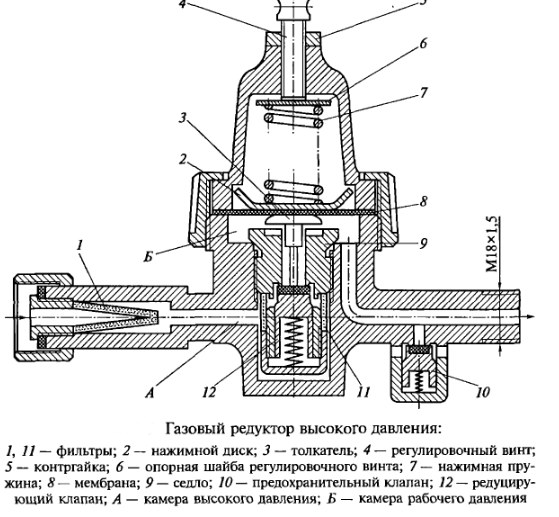 4
5
6
7
3
2
8
Б
9
М18×1,5
1
А
12
11
10
Газовый редуктор высокого давления:
1, 11 — фильтры; 2 — нажимной диск; 3 — толкатель; 4 — регулировочный винт;
5 — контргайка; 6 — опорная шайба регулировочного винта; 7 — нажимная пру-
жина; 8 — мембрана; 9 — седло; 10 — предохранительный клапан; 12 — редуциру-
ющий клапан; А — камера высокого давления; Б — камера рабочего давления